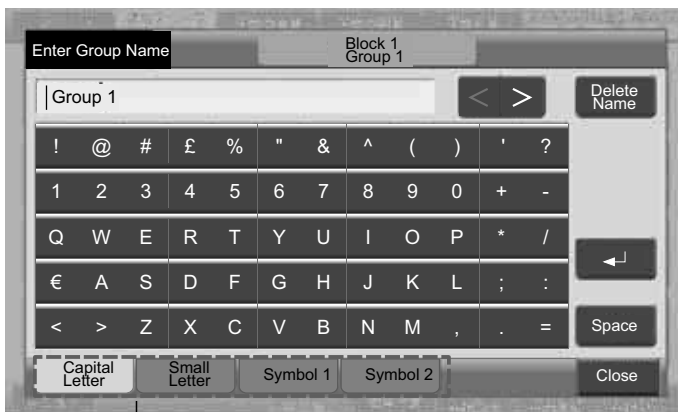 Enter Group Name
Block 1
Group 1
Group 1
< >
Delete
Name
! @ # £ % " & ^ ( ) ' ?
1 2 3 4 5 6 7 8 9 0 + -
Q W E R T Y U I O P * /
€ A S D F G H J K L ; :
< > Z X C V B N M , . =
Space
Capital
Letter
Small
Letter
Symbol 1
Symbol 2
Close